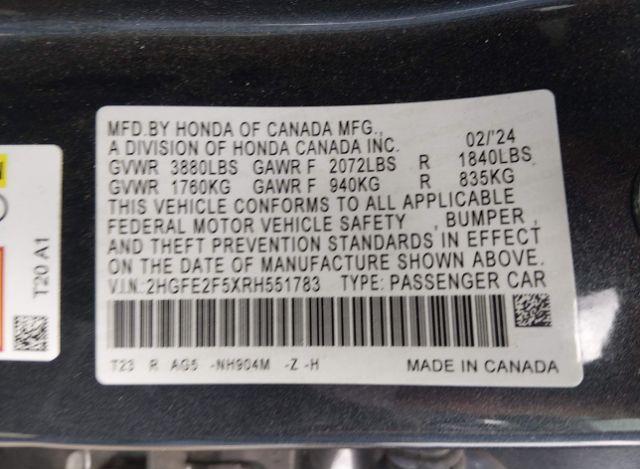 MFD.BY HONDA OF CANADA MFG.,
A DIVISION OF HONDA CANADA INC. 02/'24
GVWR 3880LBS GAWR F 2072LBS R 1840LBS
GVWR 1760KG GAWR F 940KG R 835KG
THIS VEHICLE CONFORMS TO ALL APPLICABLE
FEDERAL MOTOR VEHICLE SAFETY , BUMPER ,
AND THEFT PREVENTION STANDARDS IN EFFECT
ON THE DATE OF MANUFACTURE SHOWN ABOVE.
V.I.N.: 2HGFE2F5XRH551783 TYPE: PASSENGER CAR
T23 R AG5 -NH904M -Z -H MADE IN CANADA
T20 A1